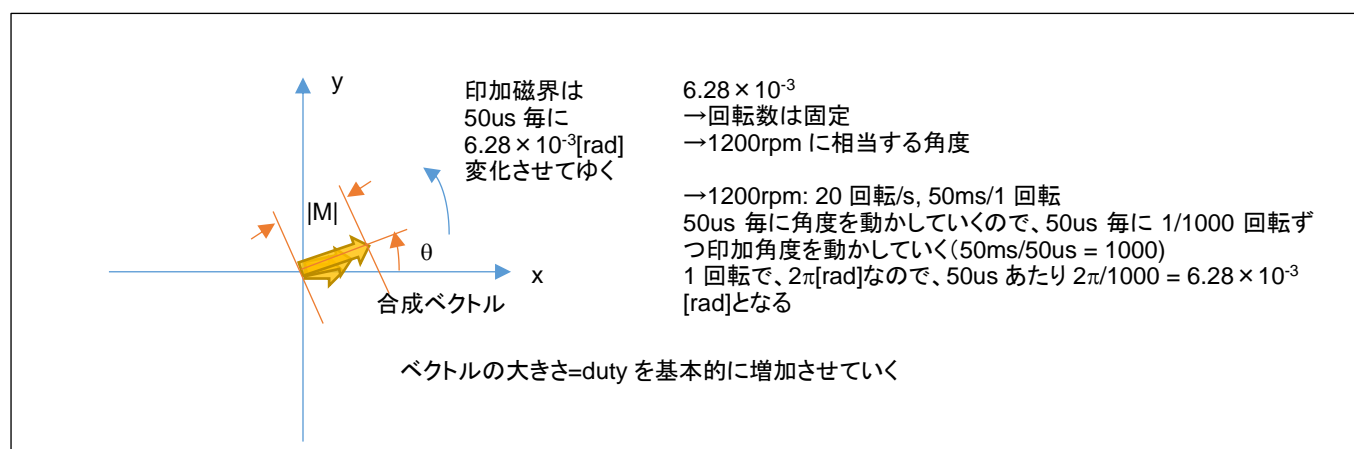 y
印加磁界は
50us 毎に
6.28×10⁻³[rad]
変化させてゆく
|M|
θ
x
合成ベクトル
6.28×10⁻³
→回転数は固定
→1200rpm に相当する角度
→1200rpm: 20 回転/s, 50ms/1 回転
50us 毎に角度を動かしていくので、50us 毎に 1/1000 回転ず
つ印加角度を動かしていく(50ms/50us = 1000)
1 回転で、2π[rad]なので、50us あたり 2π/1000 = 6.28×10⁻³
[rad]となる
ベクトルの大きさ=duty を基本的に増加させていく